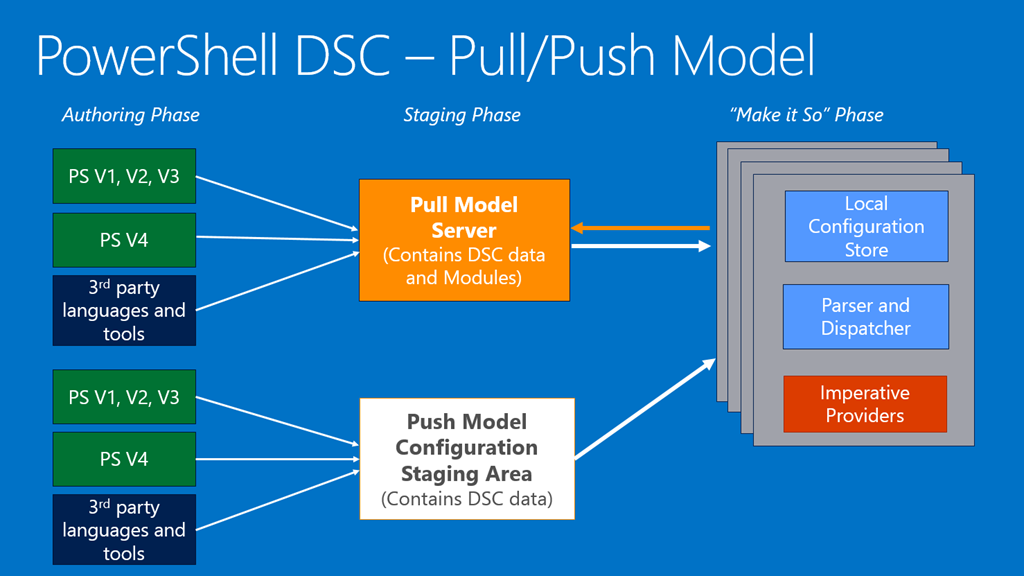 PowerShell DSC – Pull/Push Model
Authoring Phase
Staging Phase
“Make it So” Phase
PS V1, V2, V3
PS V4
3rd party
languages and
tools
Pull Model
Server
(Contains DSC data
and Modules)
Local
Configuration
Store
Parser and
Dispatcher
Imperative
Providers
PS V1, V2, V3
PS V4
3rd party
languages and
tools
Push Model
Configuration
Staging Area
(Contains DSC data)